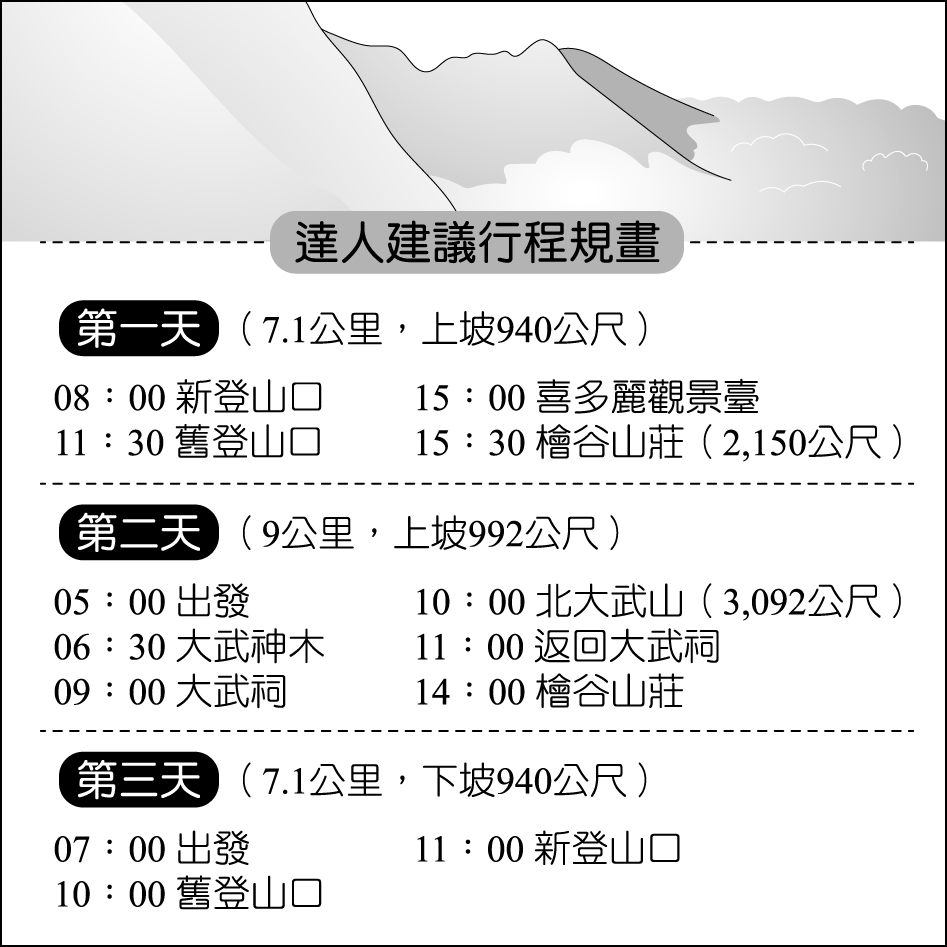 達人建議行程規畫
第一天（7.1公里，上坡940公尺）
08：00 新登山口
11：30 舊登山口
15：00 喜多麗觀景臺
15：30 檜谷山莊（2,150公尺）
第二天（9公里，上坡992公尺）
05：00 出發
06：30 大武神木
09：00 大武祠
10：00 北大武山（3,092公尺）
11：00 返回大武祠
14：00 檜谷山莊
第三天（7.1公里，下坡940公尺）
07：00 出發
10：00 舊登山口
11：00 新登山口